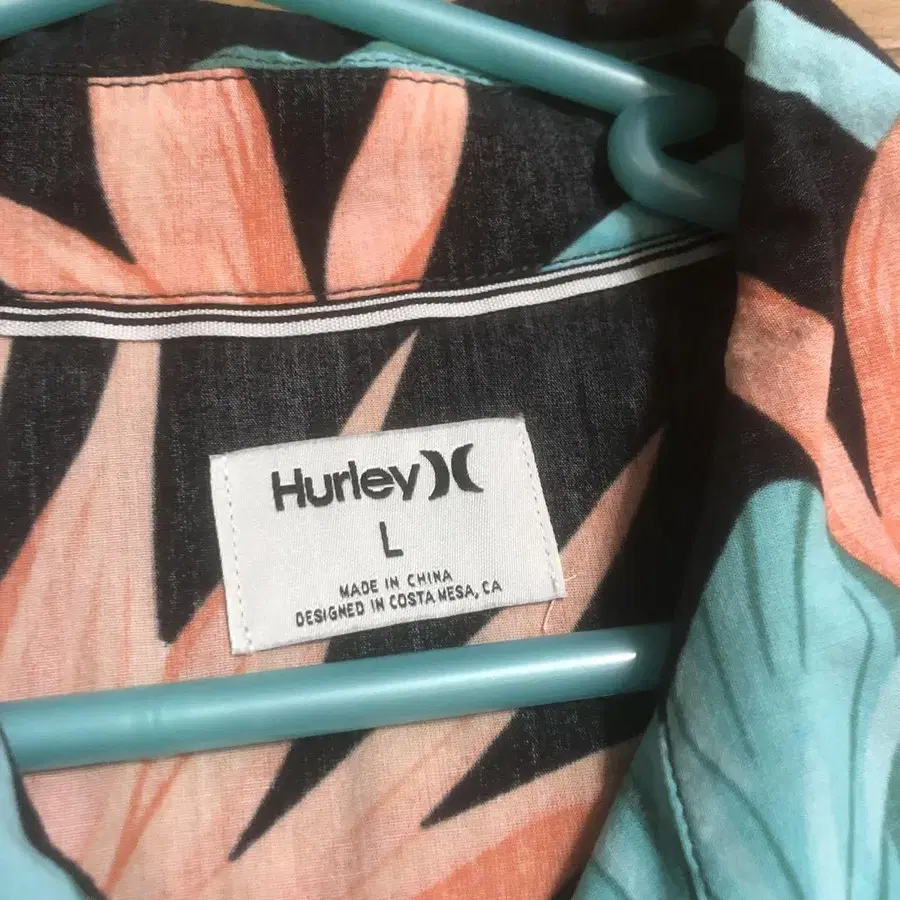 Hurley
L
MADE IN CHINA
DESIGNED IN COSTA MESA, CA